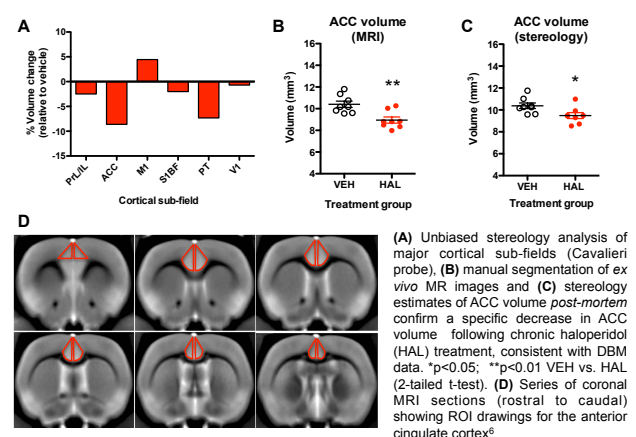 A
% Volume change
(relative to vehicle)
10
5
0
-5
-10
-15
PrL/IL
ACC
M1
S1BF
PT
V1
Cortical sub-field
B
ACC volume
(MRI)
Volume (mm³)
16
14
12
10
8
6
4
**
VEH
HAL
Treatment group
C
ACC volume
(stereology)
Volume (mm³)
16
14
12
10
8
6
4
*
VEH
HAL
Treatment group
D
(A) Unbiased stereology analysis of
major cortical sub-fields (Cavalieri
probe), (B) manual segmentation of ex
vivo MR images and (C) stereology
estimates of ACC volume post-mortem
confirm a specific decrease in ACC
volume following chronic haloperidol
(HAL) treatment, consistent with DBM
data. *p<0.05; **p<0.01 VEH vs. HAL
(2-tailed t-test). (D) Series of coronal
MRI sections (rostral to caudal)
showing ROI drawings for the anterior
cingulate cortex⁶